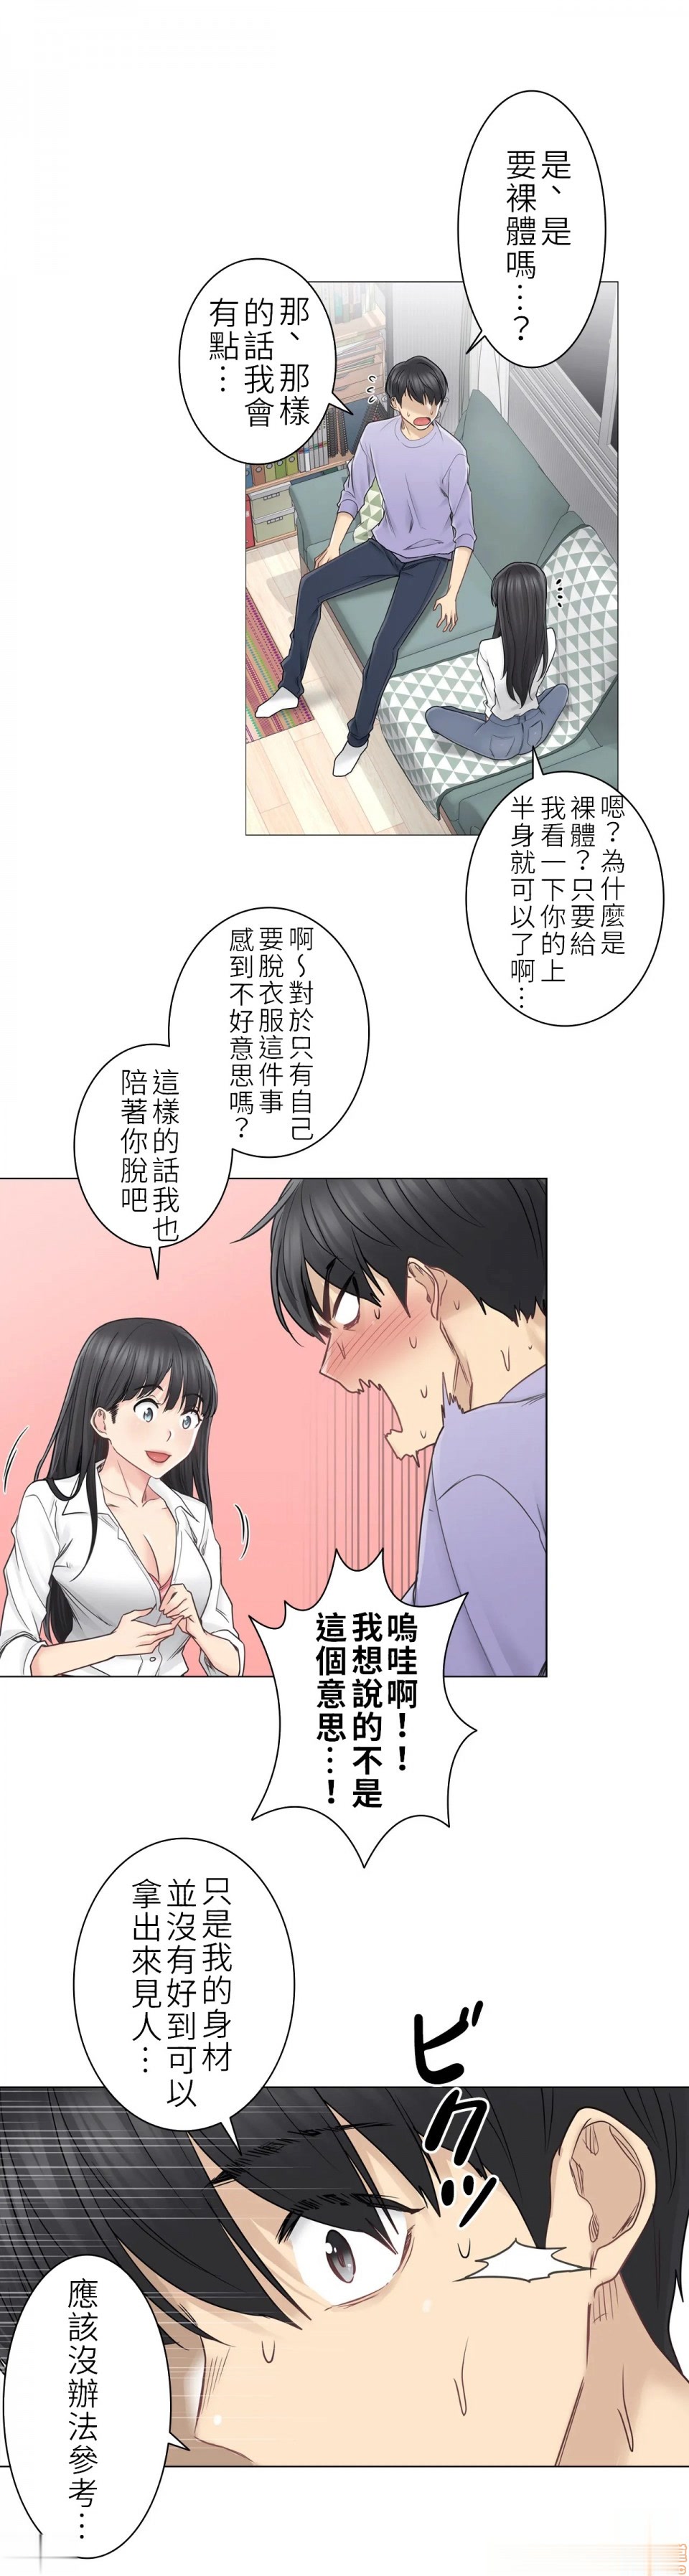 是、是
要裸體嗎…?
那、那樣
的話我會
有點…
嗯?為什麼是
裸體?只要給
我看一下你的上
半身就可以了啊…
啊~對於只有自己
要脫衣服這件事
感到不好意思嗎?
這樣的話我也
陪著你脫吧
嗚哇啊!!
我想說的不是
這個意思…!
只是我的身材
並沒有好到可以
拿出來見人…
ビクッ
應該沒辦法參考…